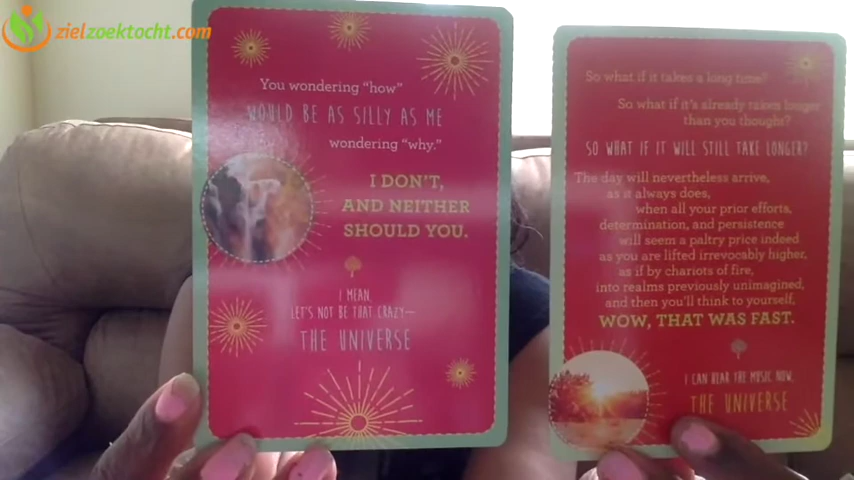 zielzoektocht.com
You wondering "how"
WOULD BE AS SILLY AS ME
wondering "why."
I DON'T,
AND NEITHER
SHOULD YOU.
I MEAN,
LET'S NOT BE THAT CRAZY—
THE UNIVERSE
So what if it takes a long time?
So what if it's already taken longer
than you thought?
SO WHAT IF IT WILL STILL TAKE LONGER?
The day will nevertheless arrive,
as it always does,
when all your prior efforts,
determination, and persistence
will seem a paltry price indeed
as you are lifted irrevocably higher,
as if by chariots of fire,
into realms previously unimagined,
and then you'll think to yourself,
WOW, THAT WAS FAST.
I CAN HEAR THE MUSIC NOW,
THE UNIVERSE